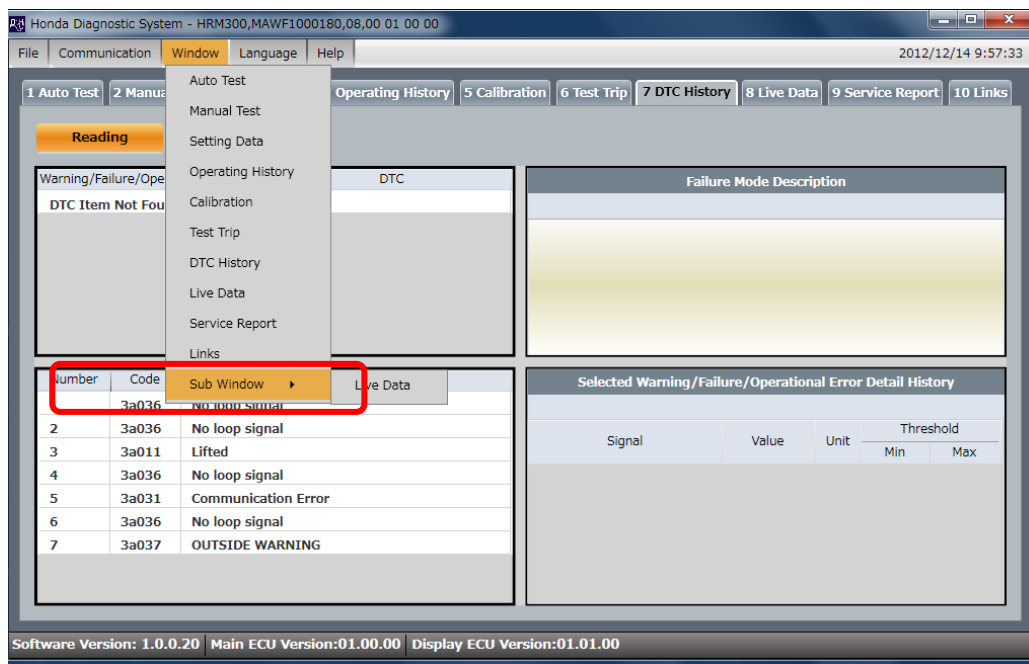 Honda Diagnostic System - HRM300,MAWF1000180,08,00 01 00 00
File Communication Window Language Help 2012/12/14 9:57:33
1 Auto Test 2 Operating History 5 Calibration 6 Test Trip 7 DTC History 8 Live Data 9 Service Report 10 Links
Auto Test
Manual Test
Setting Data
Operating History
Calibration
Test Trip
DTC History
Live Data
Service Report
Links
Sub Window
Live Data
Reading
Warning/Failure/Ope DTC
DTC Item Not Fou
Failure Mode Description
Number Code
3a036 No loop signal
2 3a036 No loop signal
3 3a011 Lifted
4 3a036 No loop signal
5 3a031 Communication Error
6 3a036 No loop signal
7 3a037 OUTSIDE WARNING
Selected Warning/Failure/Operational Error Detail History
Signal Value Unit Threshold
Min Max
Software Version: 1.0.0.20 Main ECU Version:01.00.00 Display ECU Version:01.01.00